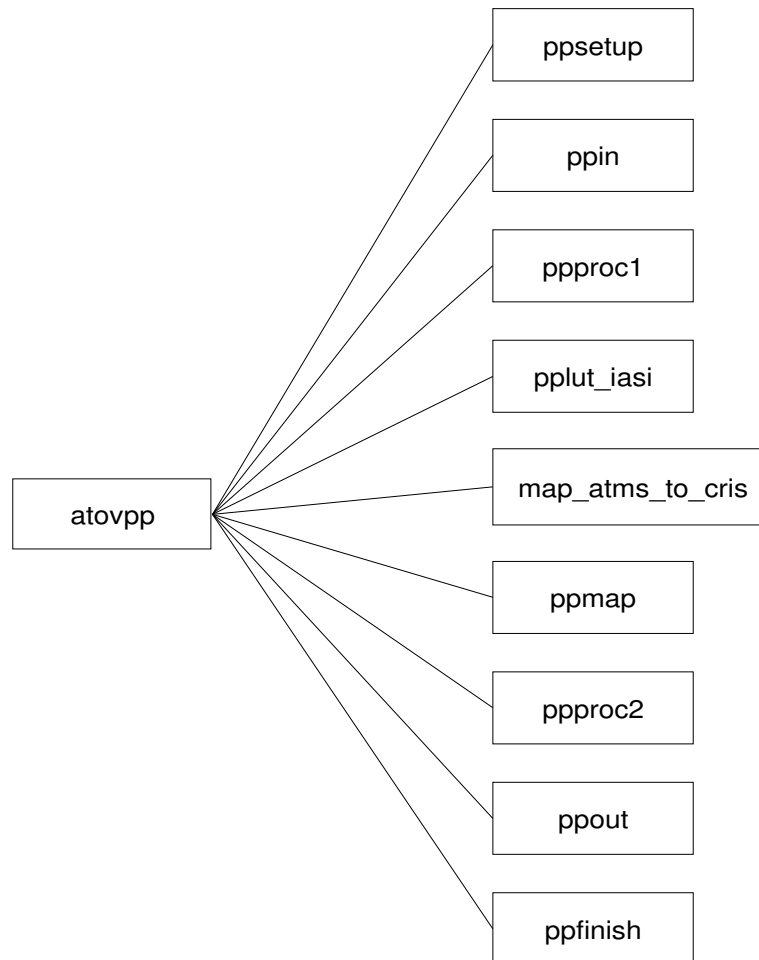 ppsetup
ppin
ppproc1
pplut_iasi
map_atms_to_cris
atovpp
ppmap
ppproc2
ppout
ppfinish